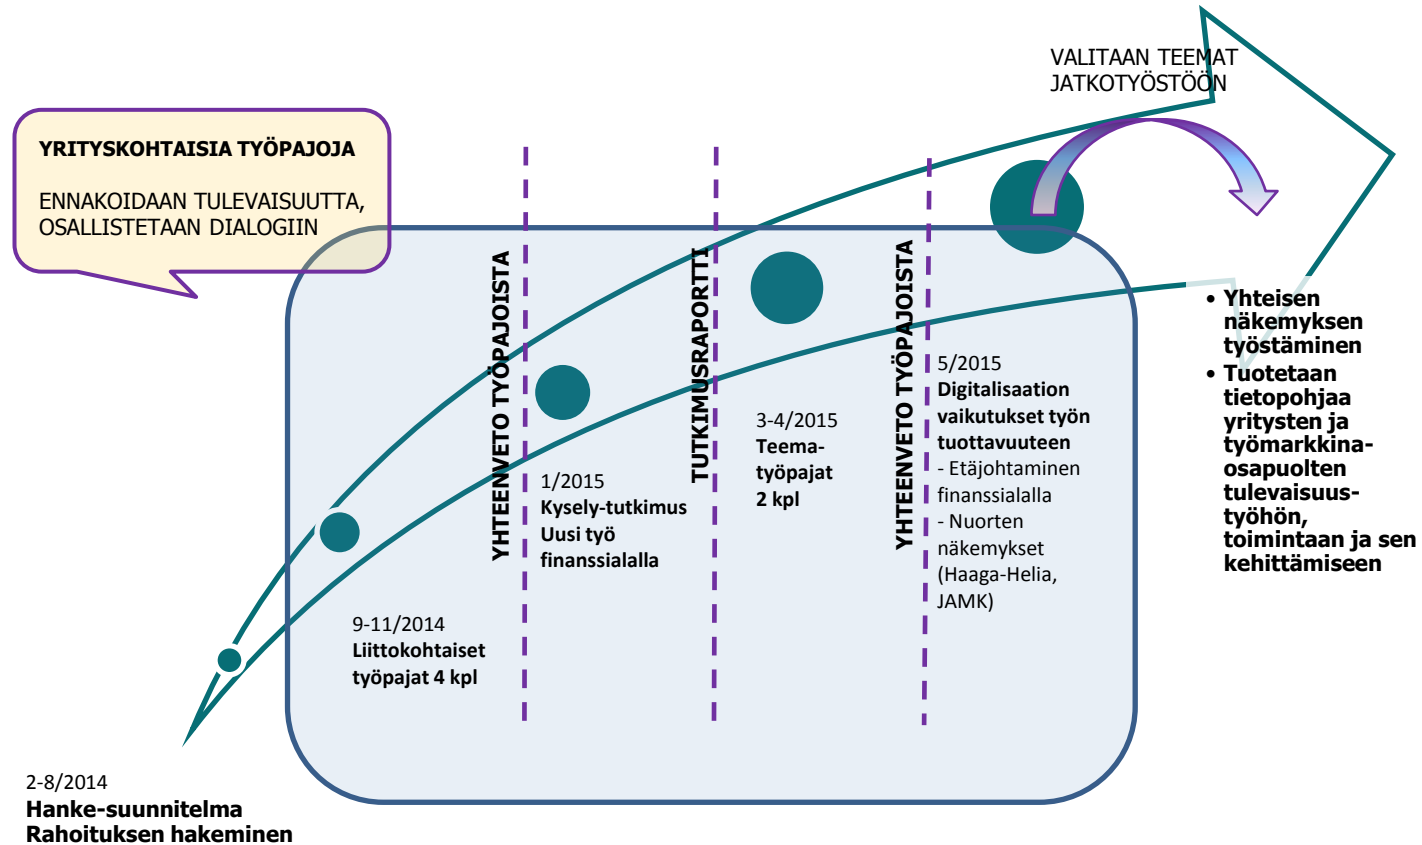 VALITAAN TEEMAT
JATKOTYÖSTÖÖN
YRITYSKOHTAISIA TYÖPAJOJA
ENNAKOIDAAN TULEVAISUUTTA,
OSALLISTETAAN DIALOGIIN
2-8/2014
Hanke-suunnitelma
Rahoituksen hakeminen
9-11/2014
Liittokohtaiset
työpajat 4 kpl
YHTEENVETO TYÖPAJOISTA
1/2015
Kysely-tutkimus
Uusi työ
finanssialalla
TUTKIMUSRAPORTTI
3-4/2015
Teema-
työpajat
2 kpl
YHTEENVETO TYÖPAJOISTA
5/2015
Digitalisaation
vaikutukset työn
tuottavuuteen
- Etäjohtaminen
finanssialalla
- Nuorten
näkemykset
(Haaga-Helia,
JAMK)
• Yhteisen
näkemyksen
työstäminen
• Tuotetaan
tietopohjaa
yritysten ja
työmarkkina-
osapuolten
tulevaisuus-
työhön,
toimintaan ja sen
kehittämiseen